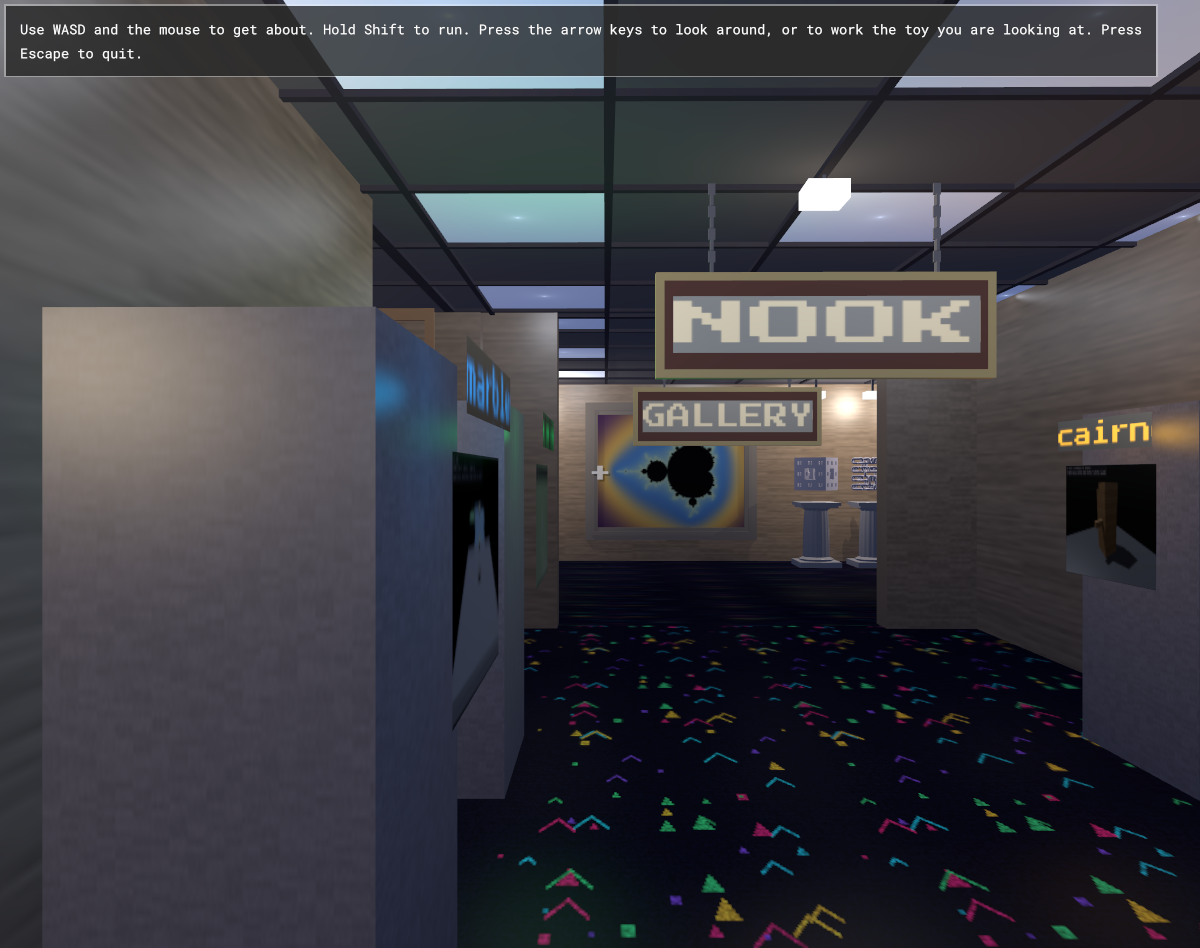 Use WASD and the mouse to get about. Hold Shift to run. Press the arrow keys to look around, or to work the toy you are looking at. Press
Escape to quit.
NOOK
GALLERY
marble
cairn